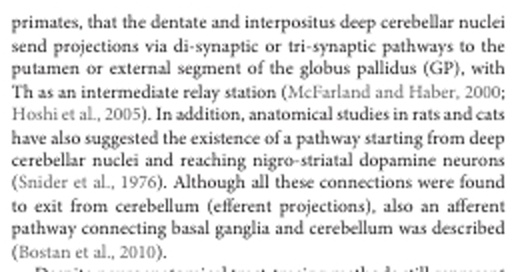 primates, that the dentate and interpositus deep cerebellar nuclei
send projections via di-synaptic or tri-synaptic pathways to the
putamen or external segment of the globus pallidus (GP), with
Th as an intermediate relay station (McFarland and Haber, 2000;
Hoshi et al., 2005). In addition, anatomical studies in rats and cats
have also suggested the existence of a pathway starting from deep
cerebellar nuclei and reaching nigro-striatal dopamine neurons
(Snider et al., 1976). Although all these connections were found
to exit from cerebellum (efferent projections), also an afferent
pathway connecting basal ganglia and cerebellum was described
(Bostan et al., 2010).